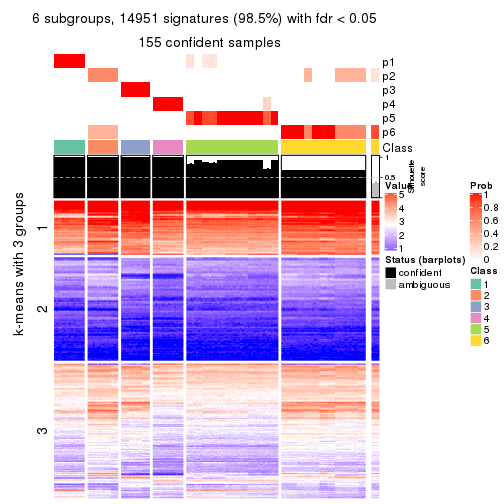 6 subgroups, 14951 signatures (98.5%) with fdr < 0.05
155 confident samples
p1
p2
p3
p4
p5
p6
Class
1
0.5
0
Silhouette
score
k-means with 3 groups
1
2
3
Value
5
4
3
2
1
Status (barplots)
confident
ambiguous
Prob
1
0.8
0.6
0.4
0.2
0
Class
1
2
3
4
5
6